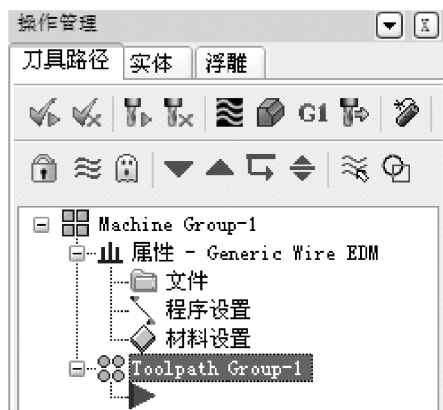 操作管理
刀具路径 实体 浮雕
G1
Machine Group-1
属性 - Generic Wire EDM
文件
程序设置
材料设置
Toolpath Group-1